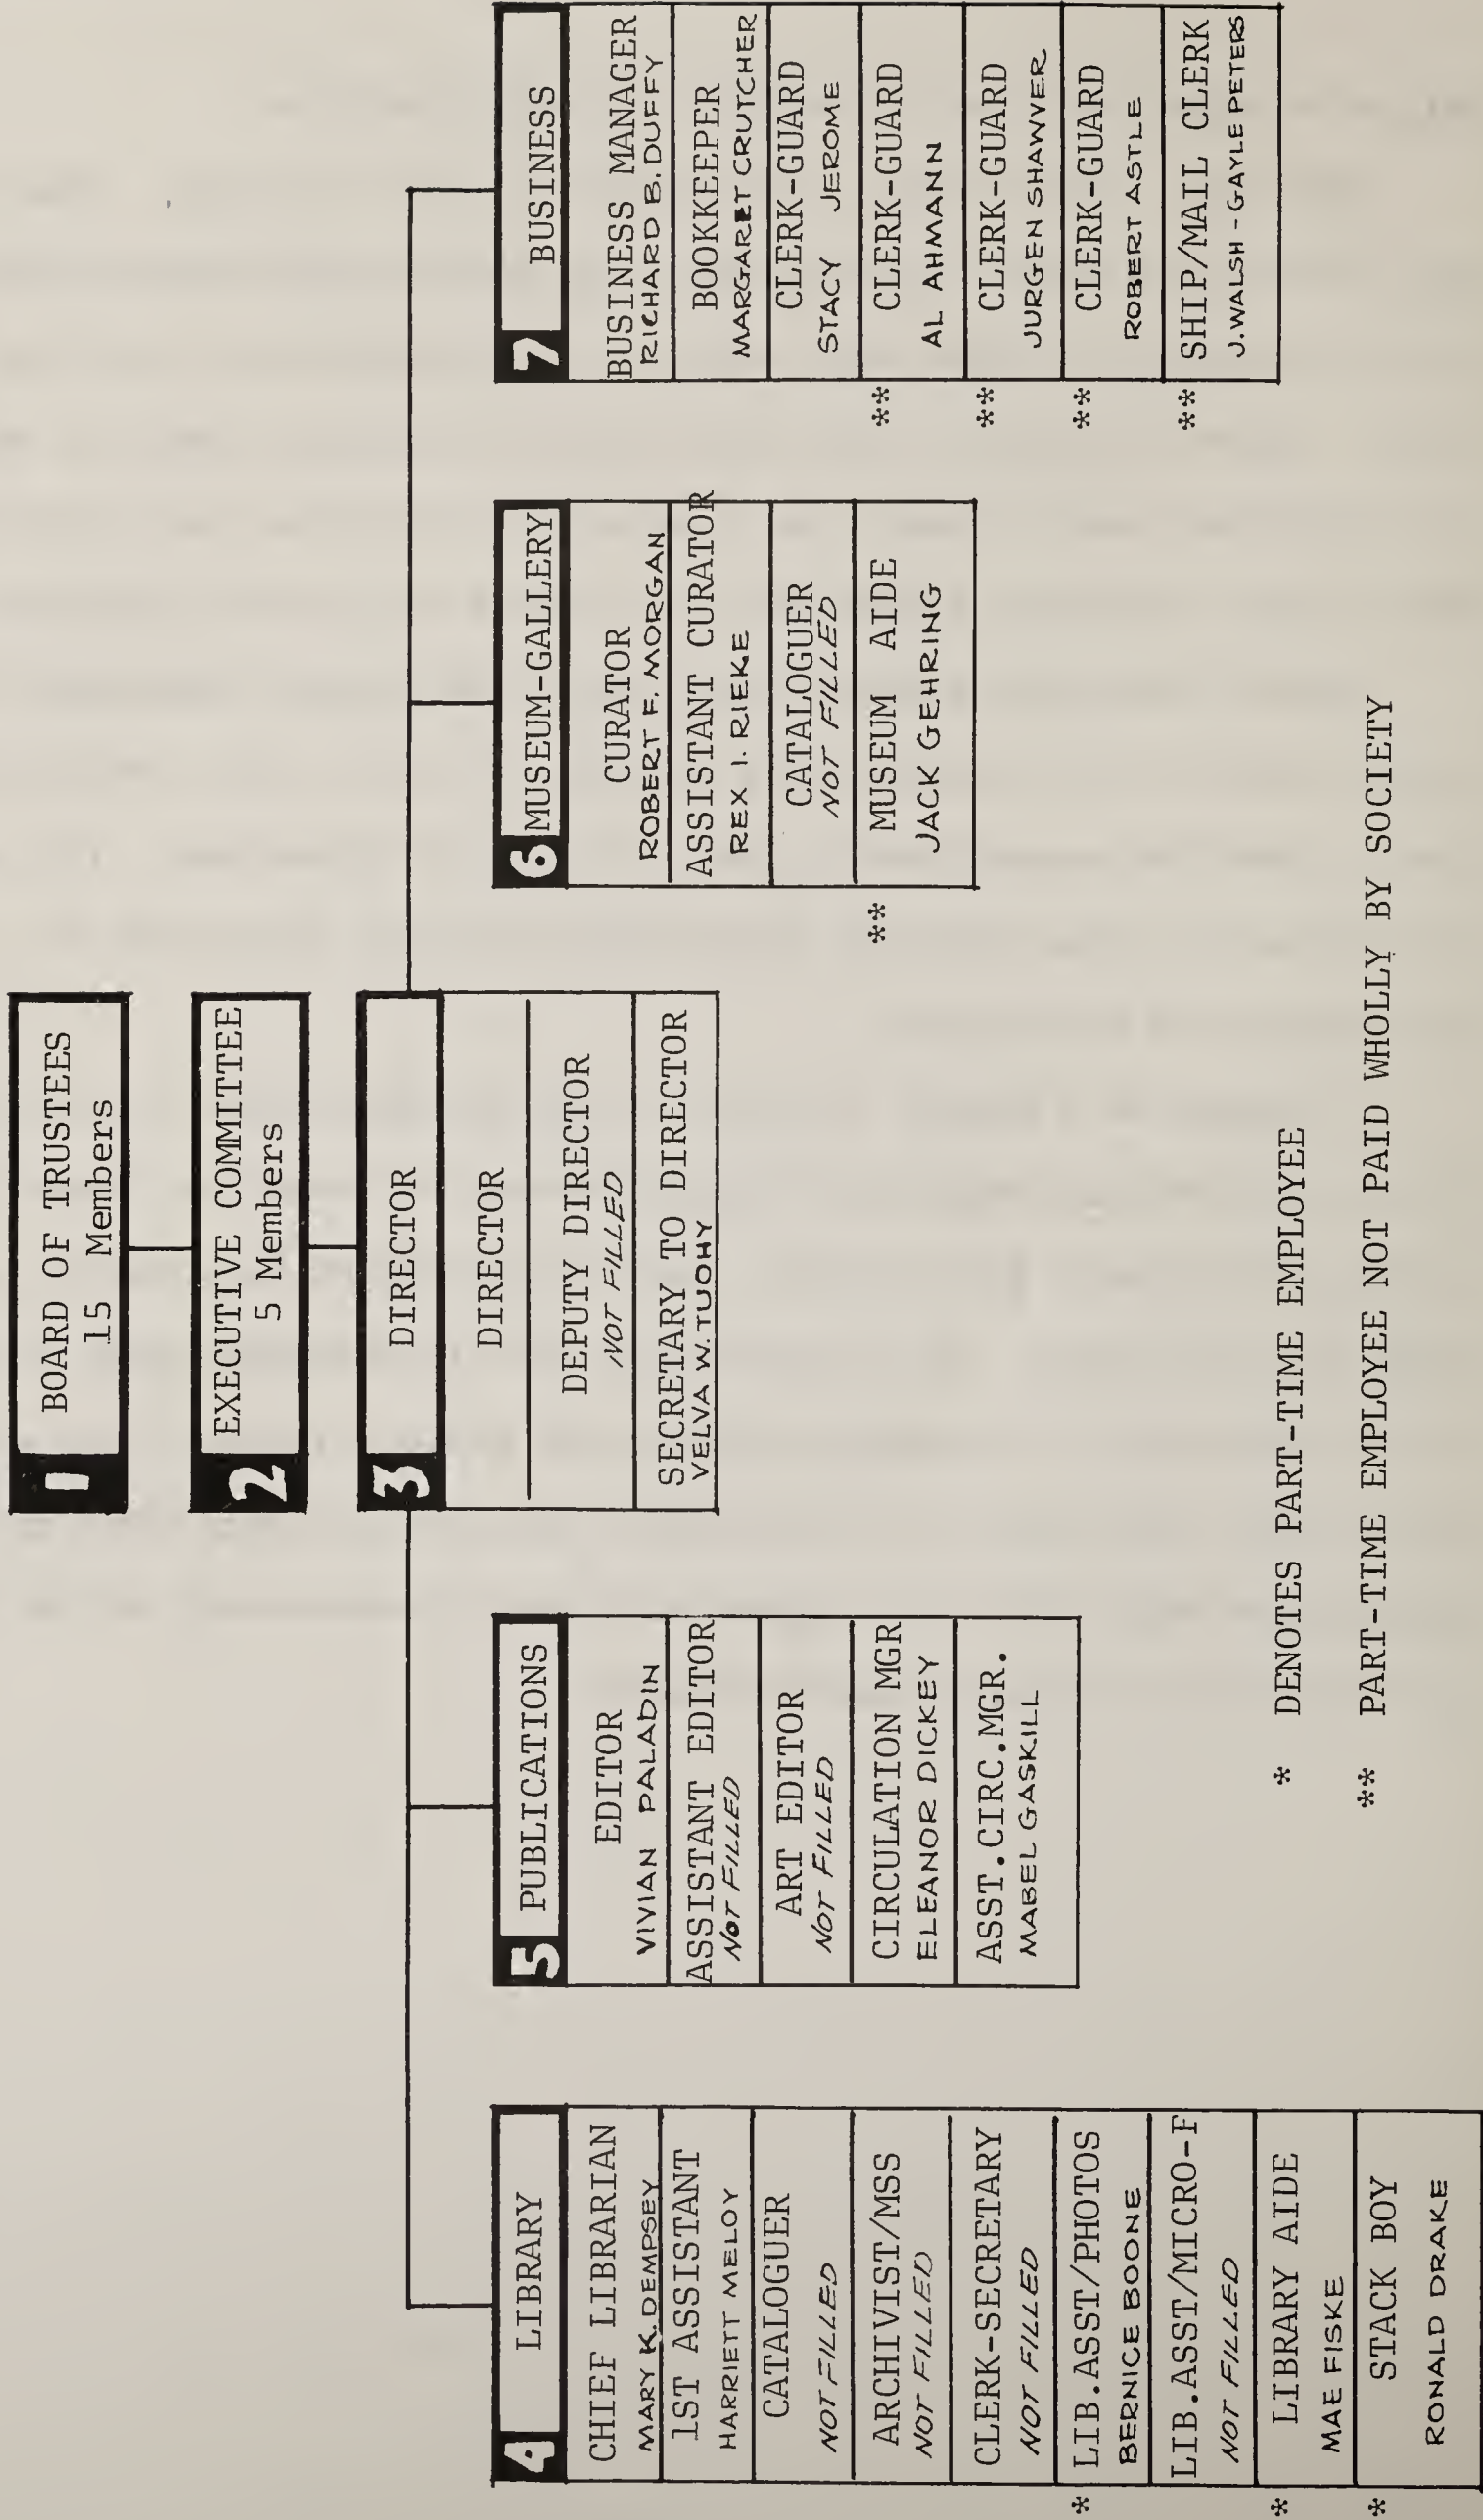 1 BOARD OF TRUSTEES
15 Members
2 EXECUTIVE COMMITTEE
5 Members
3 DIRECTOR
DIRECTOR
DEPUTY DIRECTOR
NOT FILLED
SECRETARY TO DIRECTOR
VELVA W. TUOHY
4 LIBRARY
CHIEF LIBRARIAN
MARY K. DEMPSEY
1ST ASSISTANT
HARRIETT MELOY
CATALOGUER
NOT FILLED
ARCHIVIST/MSS
NOT FILLED
CLERK-SECRETARY
NOT FILLED
* LIB.ASST/PHOTOS
BERNICE BOONE
LIB.ASST/MICRO-F
NOT FILLED
* LIBRARY AIDE
MAE FISKE
* STACK BOY
RONALD DRAKE
5 PUBLICATIONS
EDITOR
VIVIAN PALADIN
ASSISTANT EDITOR
NOT FILLED
ART EDITOR
NOT FILLED
CIRCULATION MGR
ELEANOR DICKEY
ASST.CIRC.MGR.
MABEL GASKILL
6 MUSEUM-GALLERY
CURATOR
ROBERT F. MORGAN
ASSISTANT CURATOR
REX I. RIEKE
CATALOGUER
NOT FILLED
** MUSEUM AIDE
JACK GEHRING
7 BUSINESS
BUSINESS MANAGER
RICHARD B. DUFFY
BOOKKEEPER
MARGARET CRUTCHER
CLERK-GUARD
STACY JEROME
** CLERK-GUARD
AL AHMANN
** CLERK-GUARD
JURGEN SHAWVER
** CLERK-GUARD
ROBERT ASTLE
** SHIP/MAIL CLERK
J. WALSH - GAYLE PETERS
* DENOTES PART-TIME EMPLOYEE
** PART-TIME EMPLOYEE NOT PAID WHOLLY BY SOCIETY